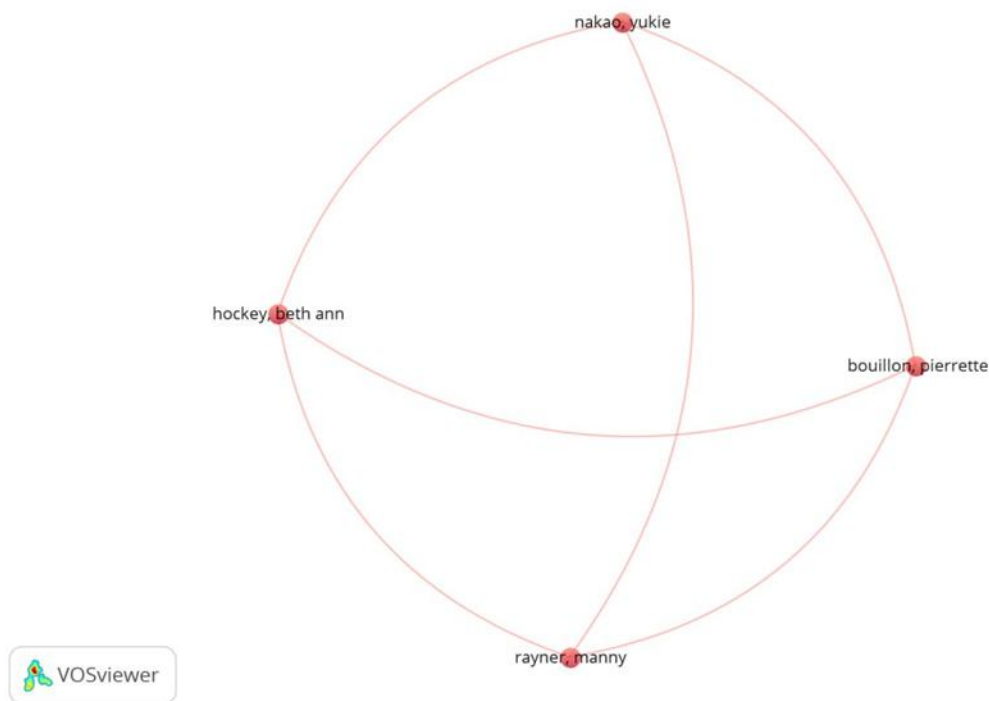 nakao, yukie
hockey, beth ann
bouillon, pierrette
rayner, manny
VOSviewer